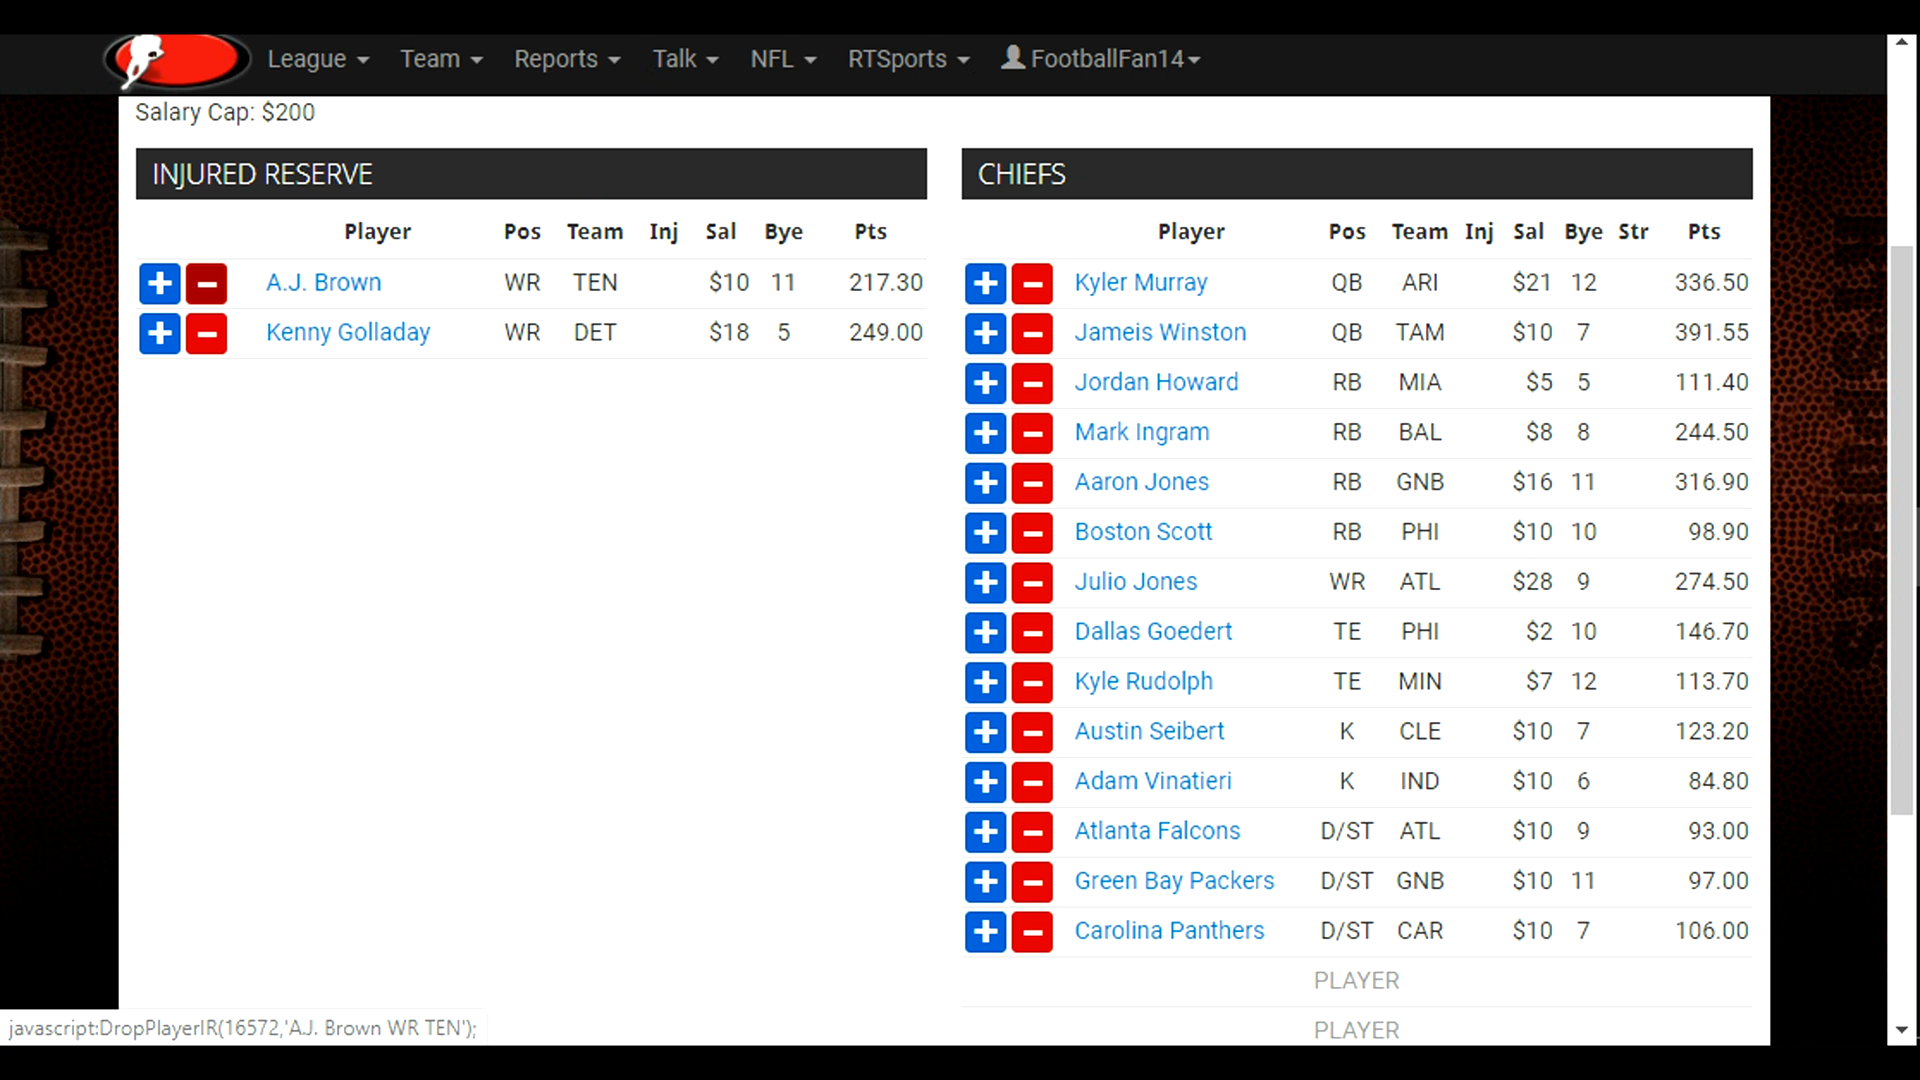 League Team Reports Talk NFL RTSports FootballFan14
Salary Cap: $200
INJURED RESERVE
Player Pos Team Inj Sal Bye Pts
A.J. Brown WR TEN $10 11 217.30
Kenny Golladay WR DET $18 5 249.00
CHIEFS
Player Pos Team Inj Sal Bye Str Pts
Kyler Murray QB ARI $21 12 336.50
Jameis Winston QB TAM $10 7 391.55
Jordan Howard RB MIA $5 5 111.40
Mark Ingram RB BAL $8 8 244.50
Aaron Jones RB GNB $16 11 316.90
Boston Scott RB PHI $10 10 98.90
Julio Jones WR ATL $28 9 274.50
Dallas Goedert TE PHI $2 10 146.70
Kyle Rudolph TE MIN $7 12 113.70
Austin Seibert K CLE $10 7 123.20
Adam Vinatieri K IND $10 6 84.80
Atlanta Falcons D/ST ATL $10 9 93.00
Green Bay Packers D/ST GNB $10 11 97.00
Carolina Panthers D/ST CAR $10 7 106.00
PLAYER
PLAYER
javascript:DropPlayerIR(16572,'A.J. Brown WR TEN');